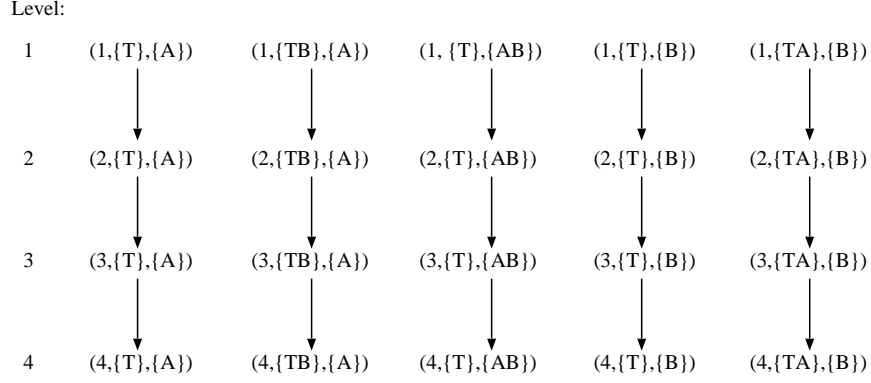 Level:
1 (1,{T},{A}) (1,{TB},{A}) (1, {T},{AB}) (1,{T},{B}) (1,{TA},{B})
2 (2,{T},{A}) (2,{TB},{A}) (2,{T},{AB}) (2,{T},{B}) (2,{TA},{B})
3 (3,{T},{A}) (3,{TB},{A}) (3,{T},{AB}) (3,{T},{B}) (3,{TA},{B})
4 (4,{T},{A}) (4,{TB},{A}) (4,{T},{AB}) (4,{T},{B}) (4,{TA},{B})